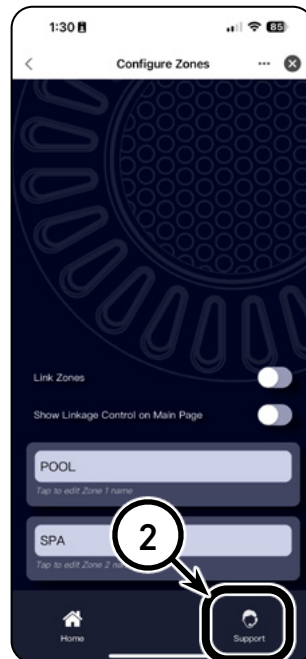 1:30
85
Configure Zones
Link Zones
Show Linkage Control on Main Page
POOL
Tap to edit Zone 1 name
SPA
Tap to edit Zone 2
2
Home
Support